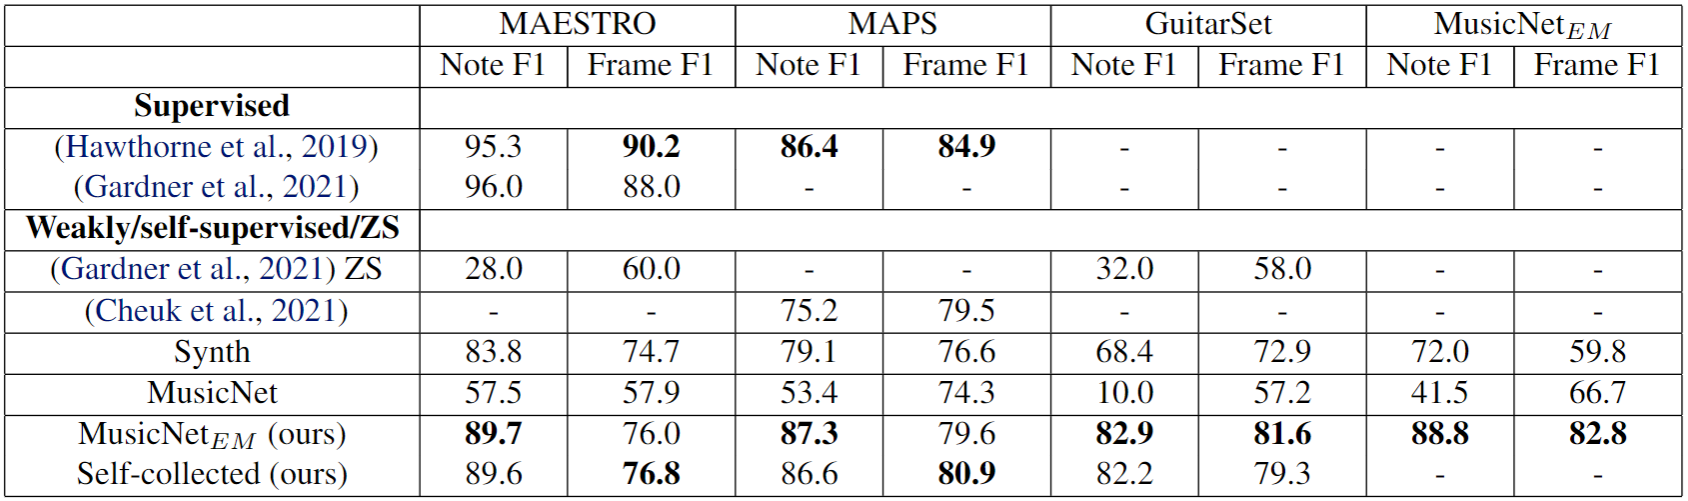 MAESTRO MAPS GuitarSet MusicNetEM
Note F1 Frame F1 Note F1 Frame F1 Note F1 Frame F1 Note F1 Frame F1
Supervised
(Hawthorne et al., 2019) 95.3 90.2 86.4 84.9 - - - -
(Gardner et al., 2021) 96.0 88.0 - - - - - -
Weakly/self-supervised/ZS
(Gardner et al., 2021) ZS 28.0 60.0 - - 32.0 58.0 - -
(Cheuk et al., 2021) - - 75.2 79.5 - - - -
Synth 83.8 74.7 79.1 76.6 68.4 72.9 72.0 59.8
MusicNet 57.5 57.9 53.4 74.3 10.0 57.2 41.5 66.7
MusicNetEM (ours) 89.7 76.0 87.3 79.6 82.9 81.6 88.8 82.8
Self-collected (ours) 89.6 76.8 86.6 80.9 82.2 79.3 - -